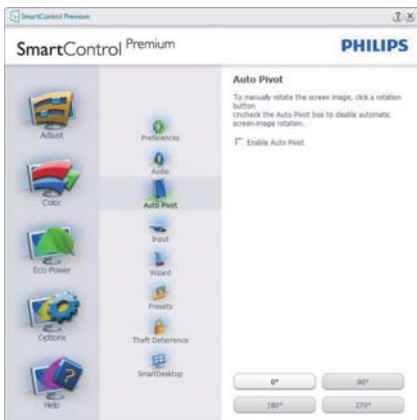 SmartControl Premium
SmartControl Premium
PHILIPS
Adjust
Color
Eco Power
Options
Help
Preferences
Audio
Auto Pivot
Input
Wizard
Presets
Theft Deterrence
SmartDesktop
Auto Pivot
To manually rotate the screen image, click a rotation
button
Uncheck the Auto Pivot box to disable automatic
screen-image rotation.
Enable Auto Pivot
0°
90°
180°
270°